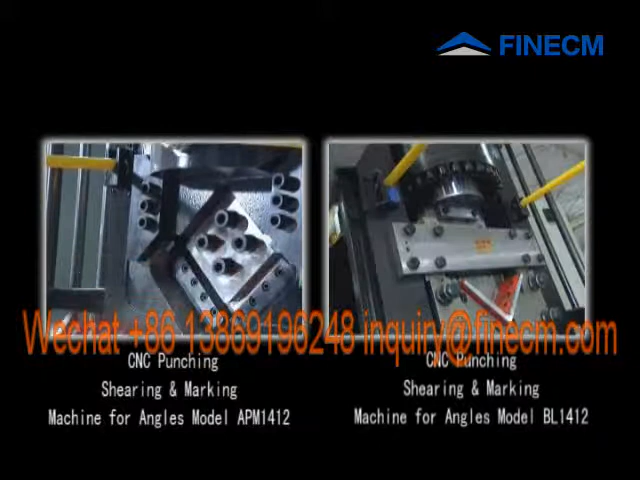 FINECM
Wechat +86 13869196248 inquiry@finecm.com
CNC Punching
Shearing & Marking
Machine for Angles Model APM1412
CNC Punching
Shearing & Marking
Machine for Angles Model BL1412